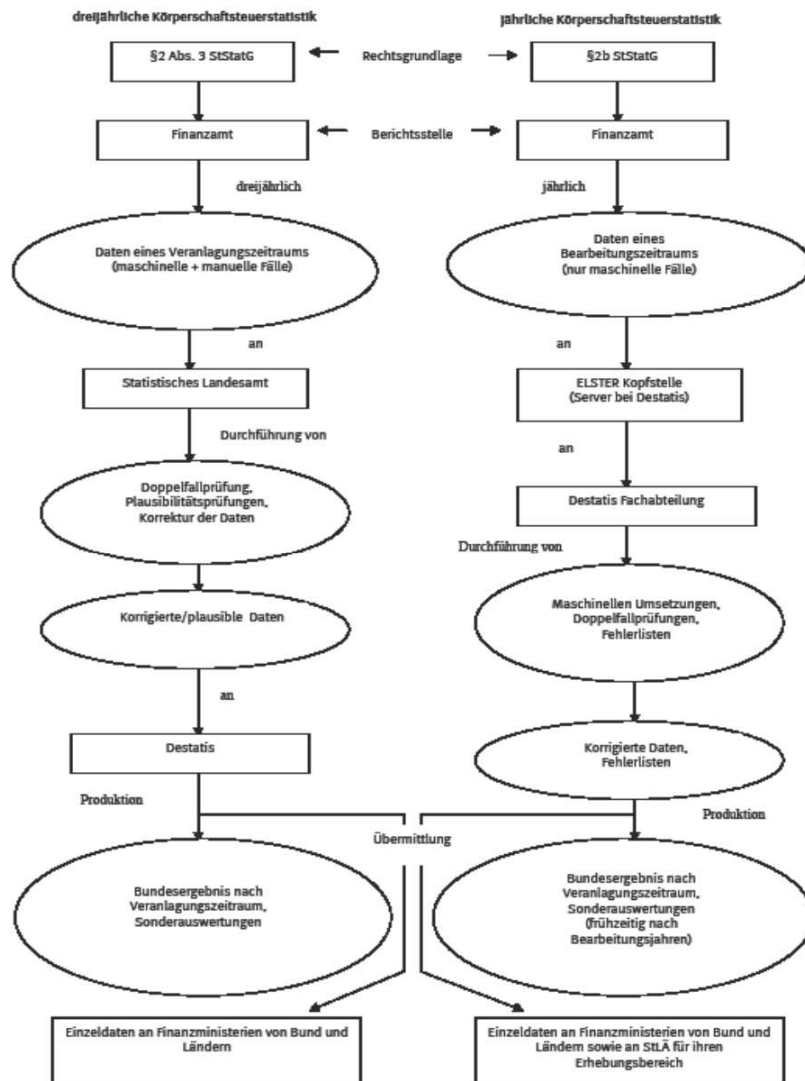 dreijährliche Körperschaftsteuerstatistik
jährliche Körperschaftsteuerstatistik
§2 Abs. 3 StStatG
Rechtsgrundlage
§2b StStatG
Finanzamt
Berichtsstelle
Finanzamt
dreijährlich
jährlich
Daten eines Veranlagungszeitraums
(maschinelle + manuelle Fälle)
Daten eines
Bearbeitungszeitraums
(nur maschinelle Fälle)
an
an
Statistisches Landesamt
ELSTER Kopfstelle
(Server bei Destatis)
Durchführung von
an
Doppelfallprüfung,
Plausibilitätsprüfungen,
Korrektur der Daten
Destatis Fachabteilung
Durchführung von
Korrigierte/plausible Daten
Maschinellen Umsetzungen,
Doppelfallprüfungen,
Fehlerlisten
an
Destatis
Korrigierte Daten,
Fehlerlisten
Produktion
Produktion
Übermittlung
Bundesergebnis nach
Veranlagungszeitraum,
Sonderauswertungen
Bundesergebnis nach
Veranlagungszeitraum,
Sonderauswertungen
(frühzeitig nach
Bearbeitungsjahren)
Einzeldaten an Finanzministerien von Bund und
Ländern
Einzeldaten an Finanzministerien von Bund und
Ländern sowie an StLÄ für ihren
Erhebungsbereich